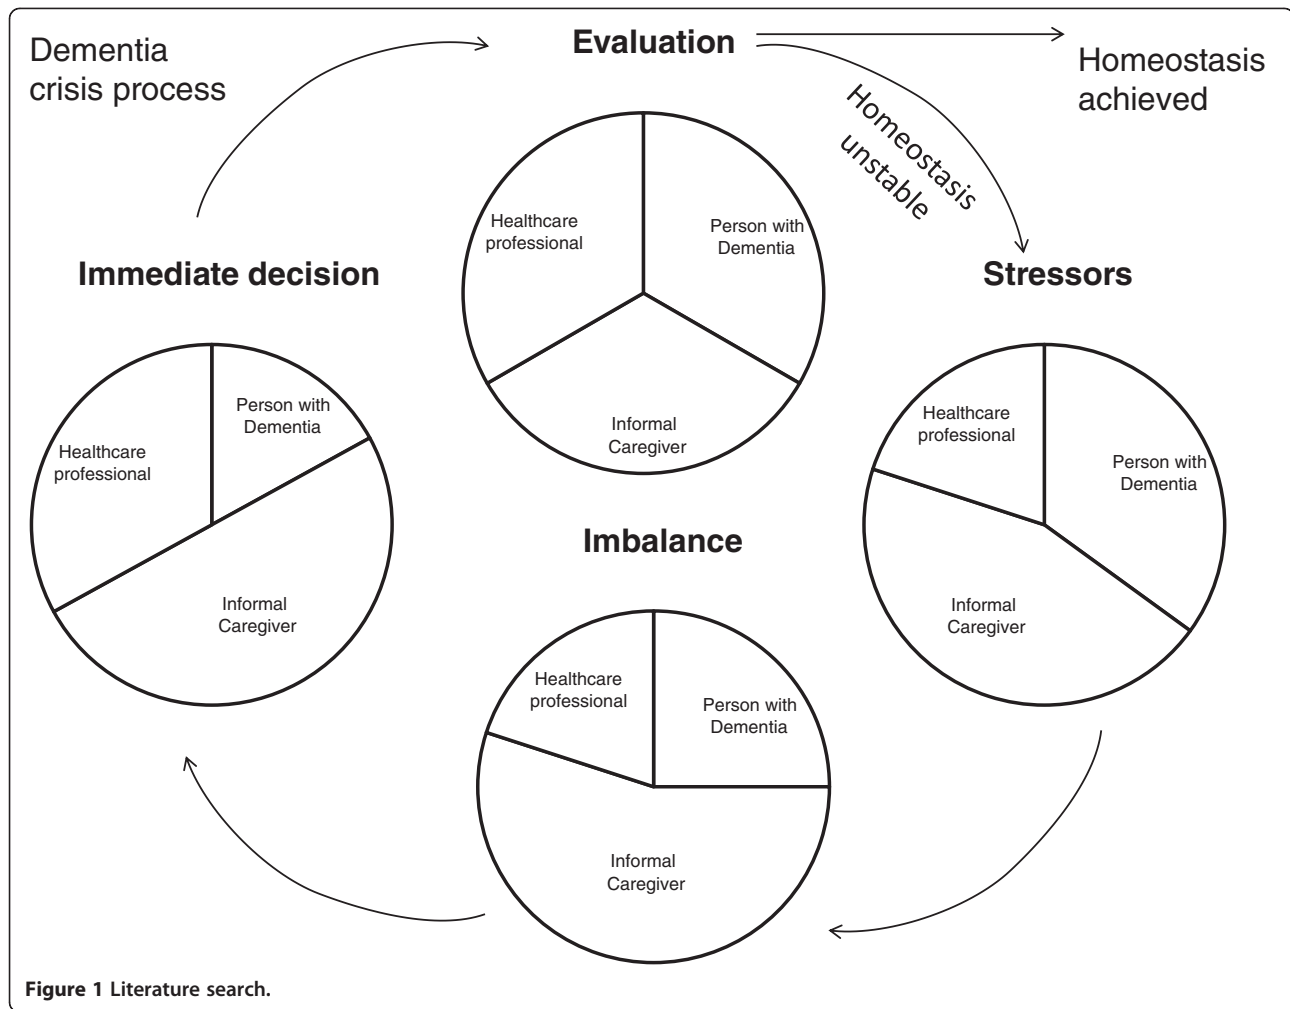 Dementia
crisis process
Evaluation
Homeostasis
achieved
Homeostasis
unstable
Healthcare
professional
Person with
Dementia
Informal
Caregiver
Immediate decision
Healthcare
professional
Person with
Dementia
Informal
Caregiver
Stressors
Healthcare
professional
Person with
Dementia
Informal
Caregiver
Imbalance
Healthcare
professional
Person with
Dementia
Informal
Caregiver
Figure 1 Literature search.